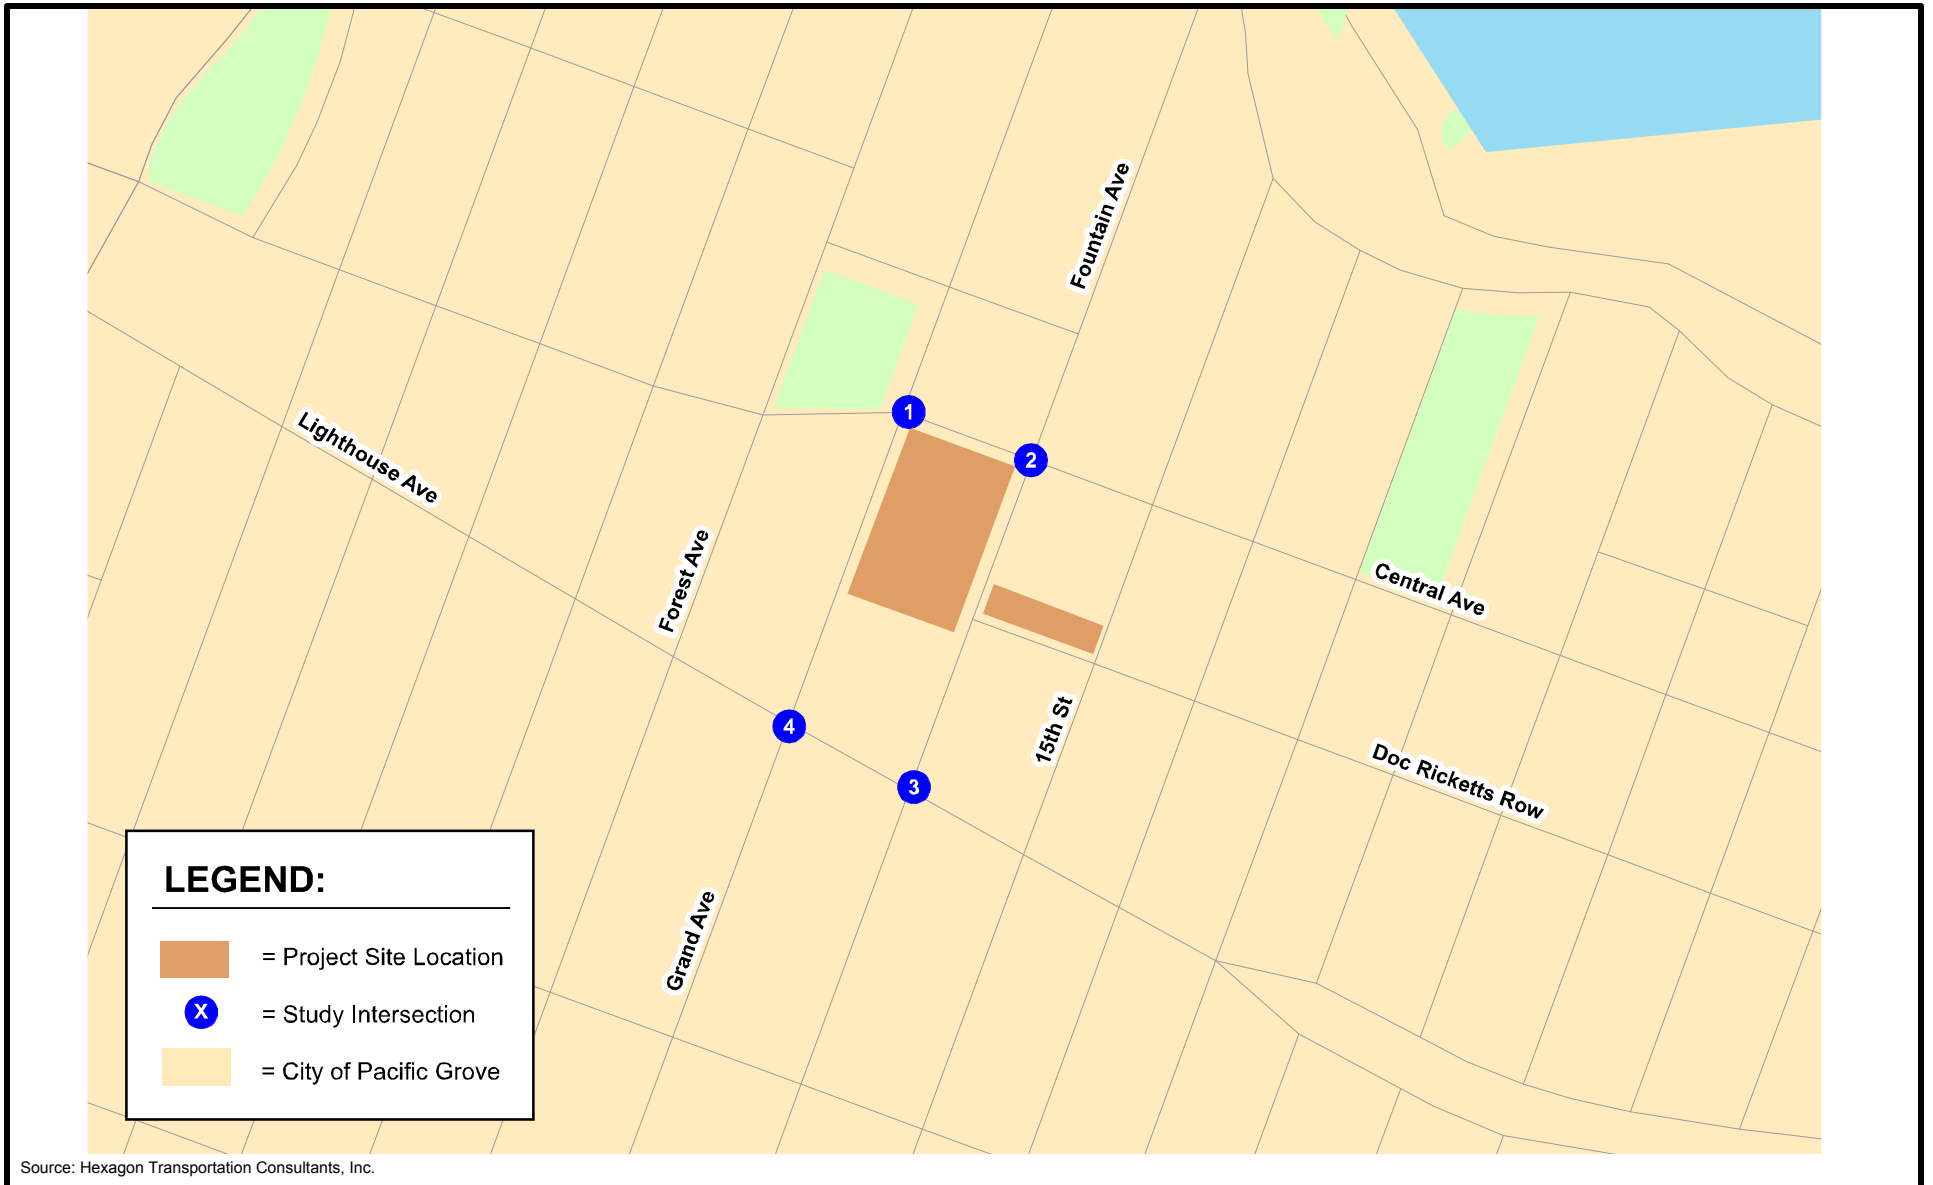 Fountain Ave
1
2
Lighthouse Ave
Forest Ave
Central Ave
15th St
4
3
Doc Ricketts Row
Grand Ave
LEGEND:
= Project Site Location
X = Study Intersection
= City of Pacific Grove
Source: Hexagon Transportation Consultants, Inc.